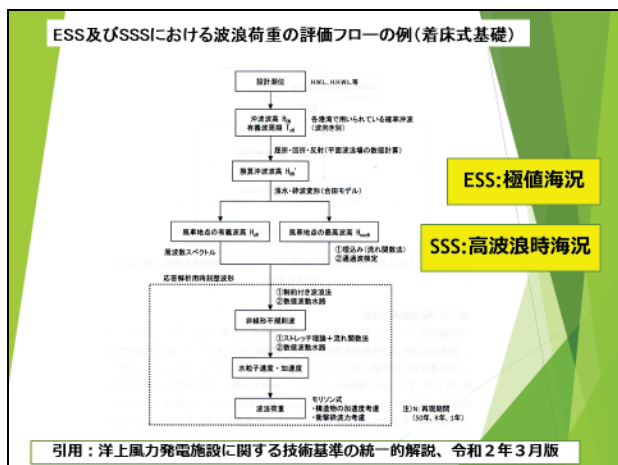 ESS及びSSSにおける波浪荷重の評価フローの例（着床式基礎）
設計潮位
H.W.L., H.H.W.L.等
沖波波高 H₀ₙ
有義波周期 T₀ₙ
各港湾で用いられている確率沖波
（波向き別）
屈折・回折・反射（平面波浪場の数値計算）
換算沖波波高 H₀ₙ'
浅水・砕波変形（合田モデル）
風車地点の有義波高 Hₛₙ
風車地点の最高波高 HₘₐₓN
周波数スペクトル
①埋込み（流れ関数法）
②通過波検定
応答解析用時刻歴波形
①制約付き波浪法
②数値波動水路
非線形不規則波
①ストレッチ理論＋流れ関数法
②数値波動水路
水粒子速度・加速度
モリソン式
・構造物の加速度考慮
・衝撃砕波力考慮
波浪荷重
注）N：再現期間
（50年、8年、1年）
ESS:極値海況
SSS:高波浪時海況
引用：洋上風力発電施設に関する技術基準の統一的解説、令和２年３月版